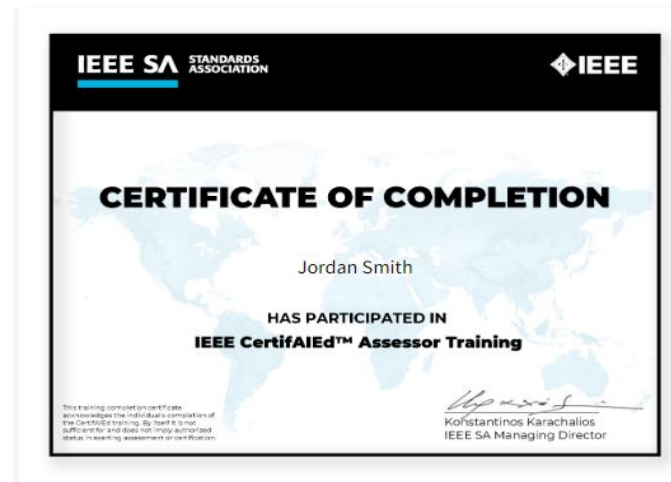 IEEE SA STANDARDS
ASSOCIATION
IEEE
CERTIFICATE OF COMPLETION
Jordan Smith
HAS PARTICIPATED IN
IEEE CertifAIEd™ Assessor Training
This training completion certificate
acknowledges the individual's completion of
the CertifAIEd training. By itself it is not
sufficient for and does not imply authorized
status in exerting assessment or certification.
Konstantinos Karachalios
IEEE SA Managing Director